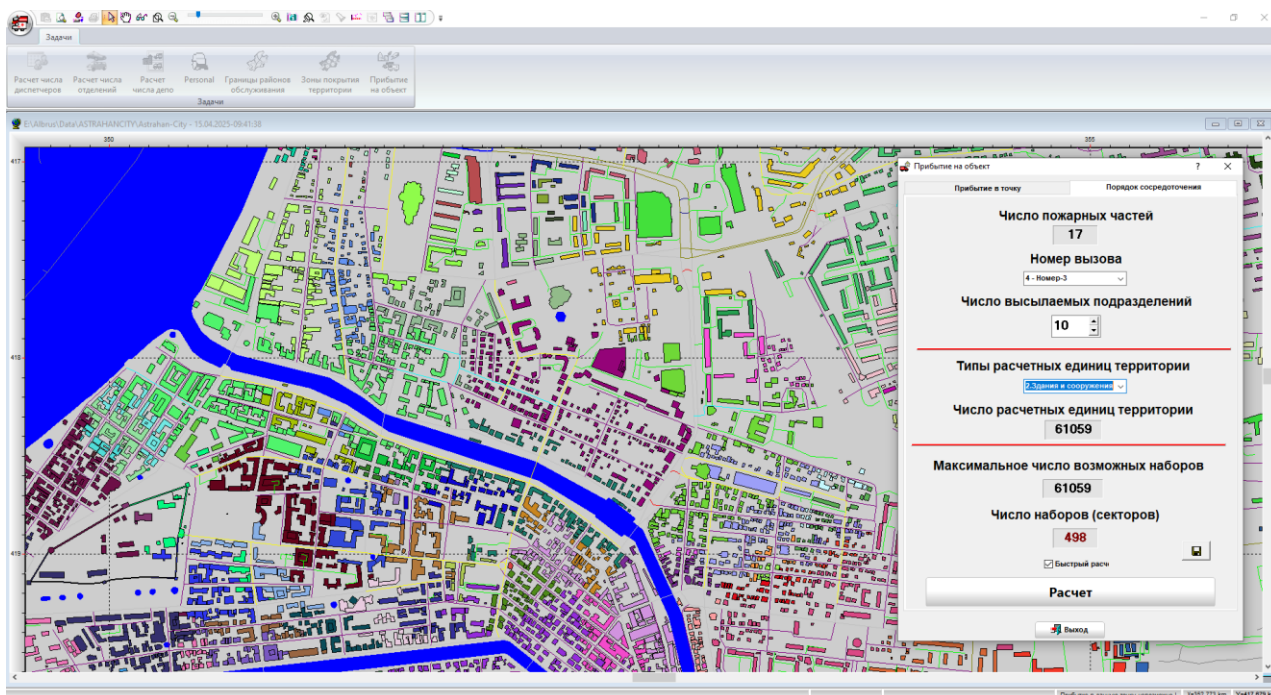 Задачи
Расчет числа диспетчеров
Расчет числа отделений
Расчет числа депо
Personal
Границы районов обслуживания
Зоны покрытия территории
Прибытие на объект
Задачи
E:\Albrus\Data\ASTRAHANCITY\Astrahan-City - 15.04.2025-09:41:38
350
355
417
418
419
Прибытие на объект
Прибытие в точку
Порядок сосредоточения
Число пожарных частей
17
Номер вызова
4 - Номер-3
Число высылаемых подразделений
10
Типы расчетных единиц территории
2.Здания и сооружения
Число расчетных единиц территории
61059
Максимальное число возможных наборов
61059
Число наборов (секторов)
498
Быстрый расч
Расчет
Выход